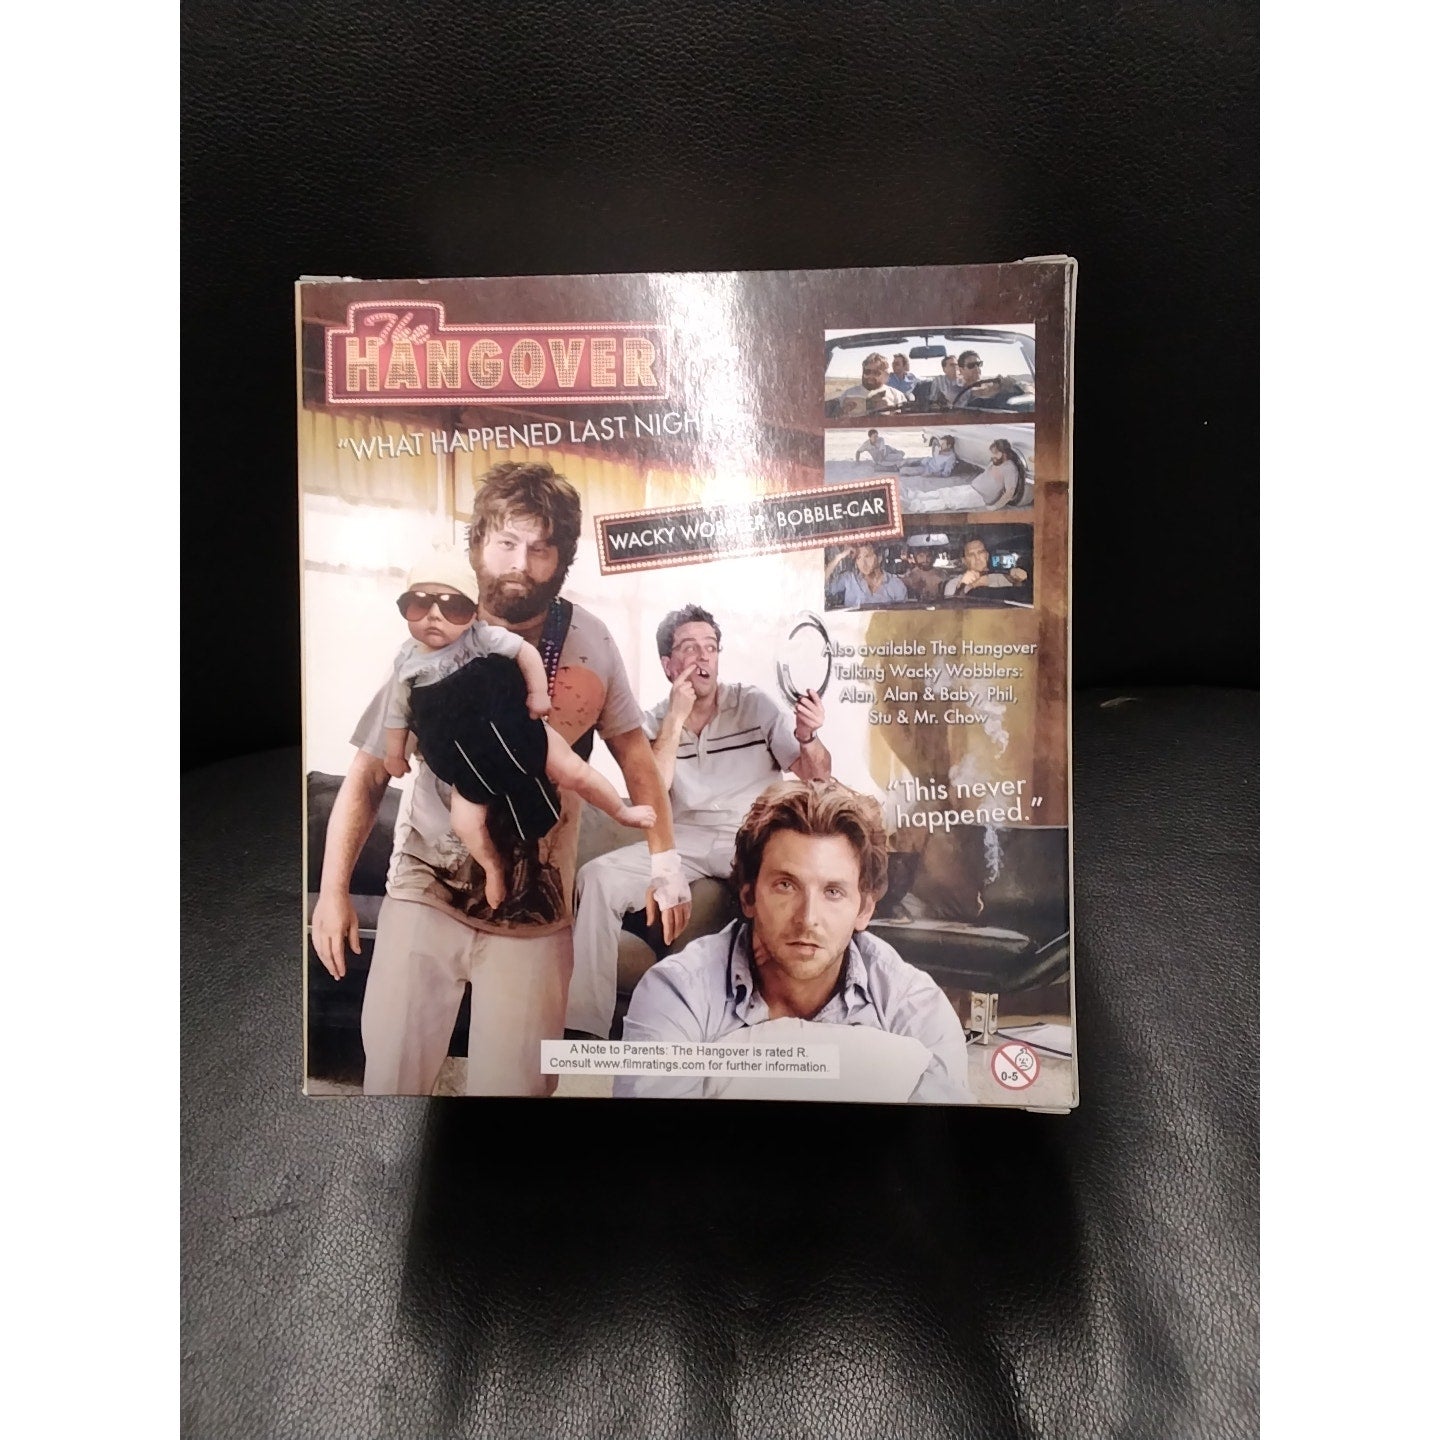 The
HANGOVER
"WHAT HAPPENED LAST NIGH
WACKY WOBBLER BOBBLE-CAR
Also available The Hangover
Talking Wacky Wobblers:
Alan, Alan & Baby, Phil,
Stu & Mr. Chow
"This never
happened."
A Note to Parents: The Hangover is rated R.
Consult www.filmratings.com for further information.
0-5